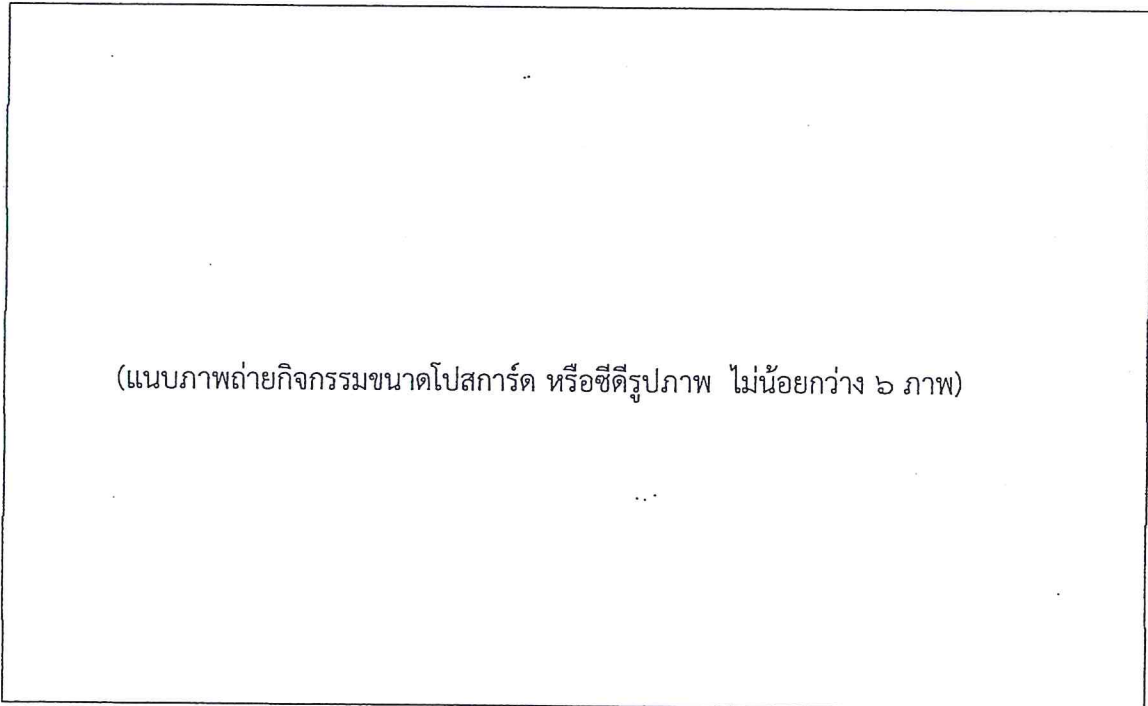 (แนบภาพถ่ายกิจกรรมขนาดโปสการ์ด หรือซีดีรูปภาพ ไม่น้อยกว่าง ๖ ภาพ)